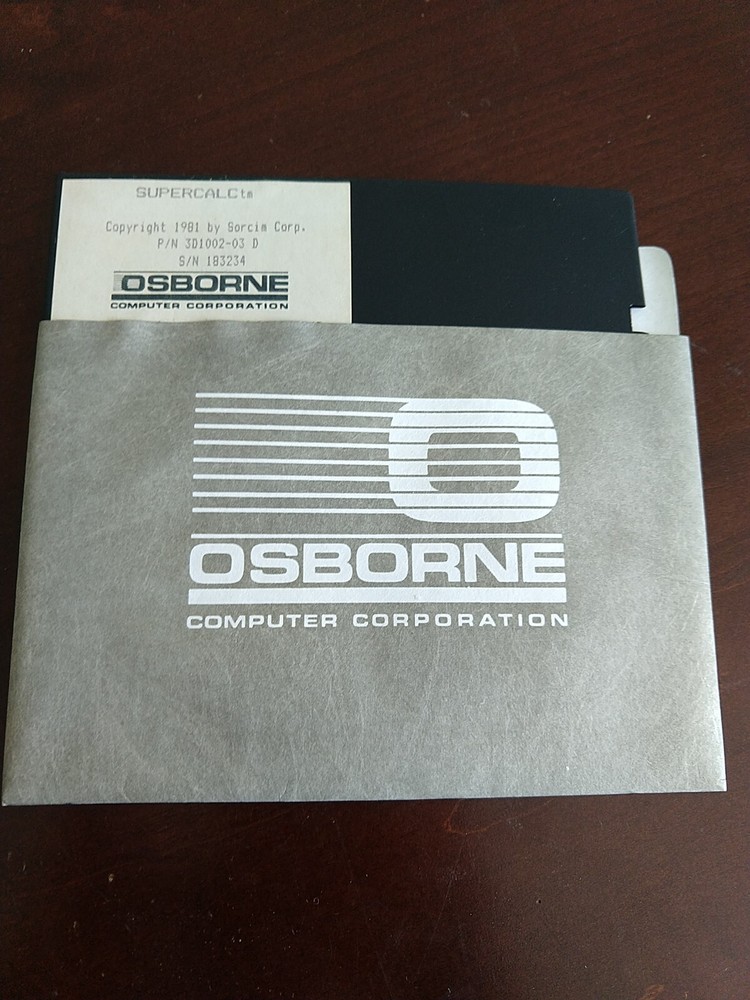 SUPERCALCtm
Copyright 1981 by Sorcim Corp.
P/N 3D1002-03 D
S/N 183234
OSBORNE
COMPUTER CORPORATION
O
OSBORNE
COMPUTER CORPORATION